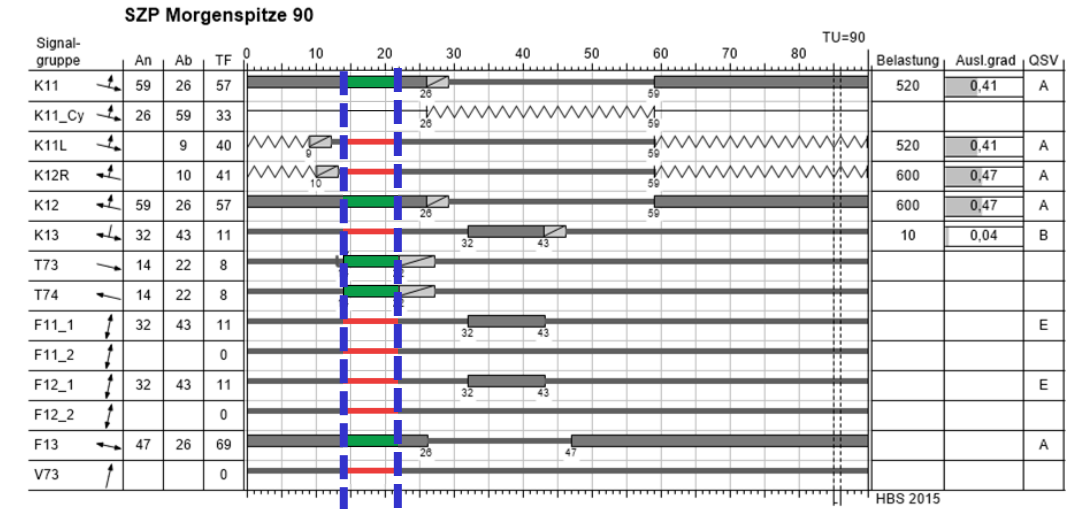 SZP Morgenspitze 90
TU=90
Signal-
gruppe An Ab TF 0 10 20 30 40 50 60 70 80 Belastung Ausl.grad QSV
K11 59 26 57 26 59 520 0,41 A
K11_Cy 26 59 33 26 59
K11L 9 40 9 59 520 0,41 A
K12R 10 41 10 59 600 0,47 A
K12 59 26 57 26 59 600 0,47 A
K13 32 43 11 32 43 10 0,04 B
T73 14 22 8
T74 14 22 8
F11_1 32 43 11 32 43 E
F11_2 0
F12_1 32 43 11 32 43 E
F12_2 0
F13 47 26 69 26 47 A
V73 0
HBS 2015